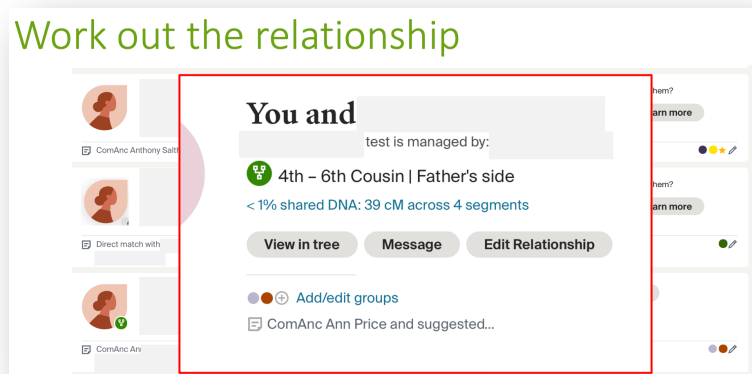 Work out the relationship
You and
test is managed by:
4th – 6th Cousin | Father's side
< 1% shared DNA: 39 cM across 4 segments
View in tree Message Edit Relationship
Add/edit groups
ComAnc Ann Price and suggested...
hem?
arn more
ComAnc Anthony Salt
hem?
arn more
Direct match with
ComAnc An